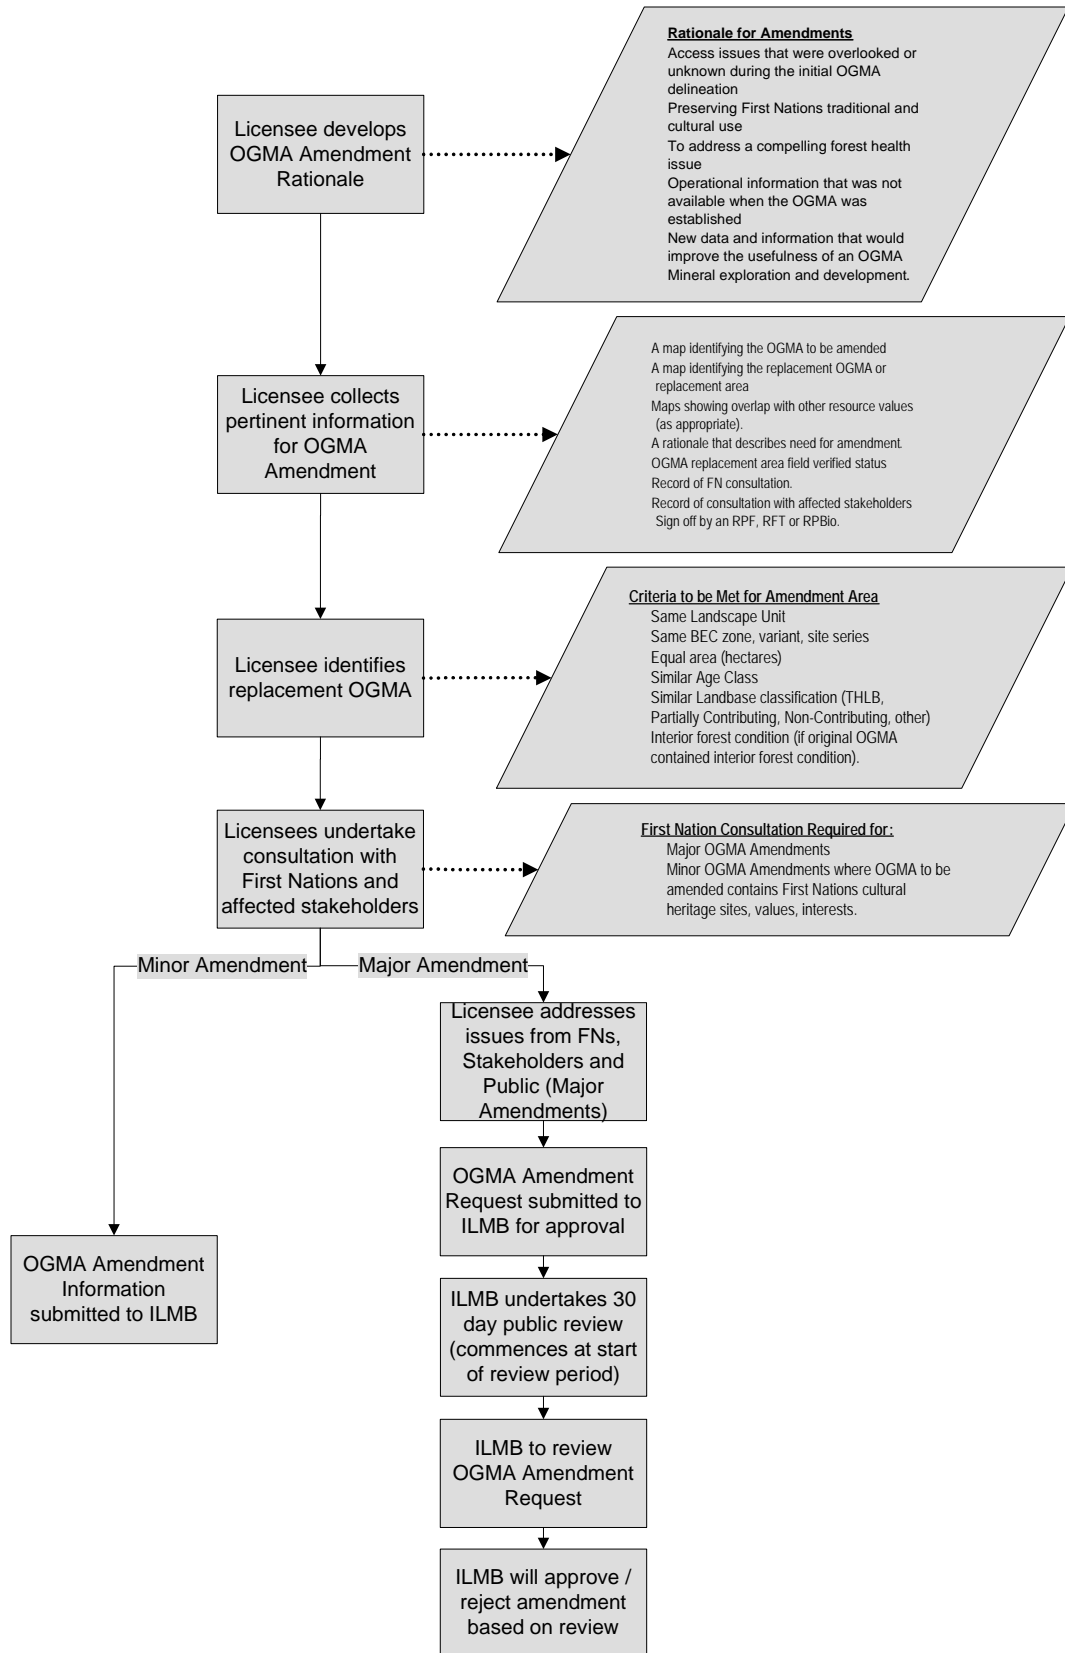 Licensee develops
OGMA Amendment
Rationale
Rationale for Amendments
Access issues that were overlooked or
unknown during the initial OGMA
delineation
Preserving First Nations traditional and
cultural use
To address a compelling forest health
issue
Operational information that was not
available when the OGMA was
established
New data and information that would
improve the usefulness of an OGMA
Mineral exploration and development.
Licensee collects
pertinent information
for OGMA
Amendment
A map identifying the OGMA to be amended
A map identifying the replacement OGMA or
replacement area
Maps showing overlap with other resource values
(as appropriate).
A rationale that describes need for amendment.
OGMA replacement area field verified status
Record of FN consultation.
Record of consultation with affected stakeholders
Sign off by an RPF, RFT or RPBio.
Licensee identifies
replacement OGMA
Criteria to be Met for Amendment Area
Same Landscape Unit
Same BEC zone, variant, site series
Equal area (hectares)
Similar Age Class
Similar Landbase classification (THLB,
Partially Contributing, Non-Contributing, other)
Interior forest condition (if original OGMA
contained interior forest condition).
Licensees undertake
consultation with
First Nations and
affected stakeholders
First Nation Consultation Required for:
Major OGMA Amendments
Minor OGMA Amendments where OGMA to be
amended contains First Nations cultural
heritage sites, values, interests.
Minor Amendment
Major Amendment
Licensee addresses
issues from FNs,
Stakeholders and
Public (Major
Amendments)
OGMA Amendment
Request submitted to
ILMB for approval
OGMA Amendment
Information
submitted to ILMB
ILMB undertakes 30
day public review
(commences at start
of review period)
ILMB to review
OGMA Amendment
Request
ILMB will approve /
reject amendment
based on review